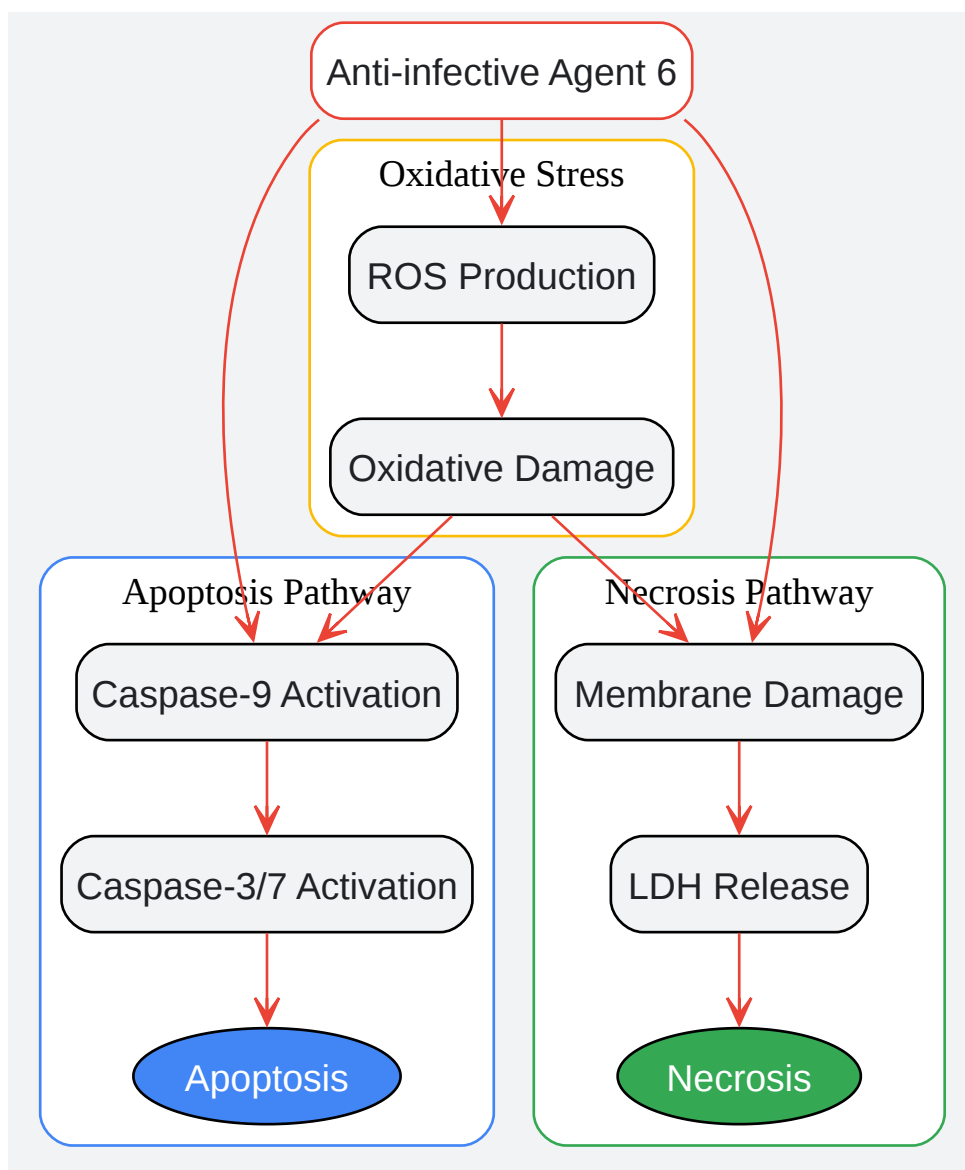 Anti-infective Agent 6
Oxidative Stress
ROS Production
Oxidative Damage
Apoptosis Pathway
Caspase-9 Activation
Caspase-3/7 Activation
Apoptosis
Necrosis Pathway
Membrane Damage
LDH Release
Necrosis